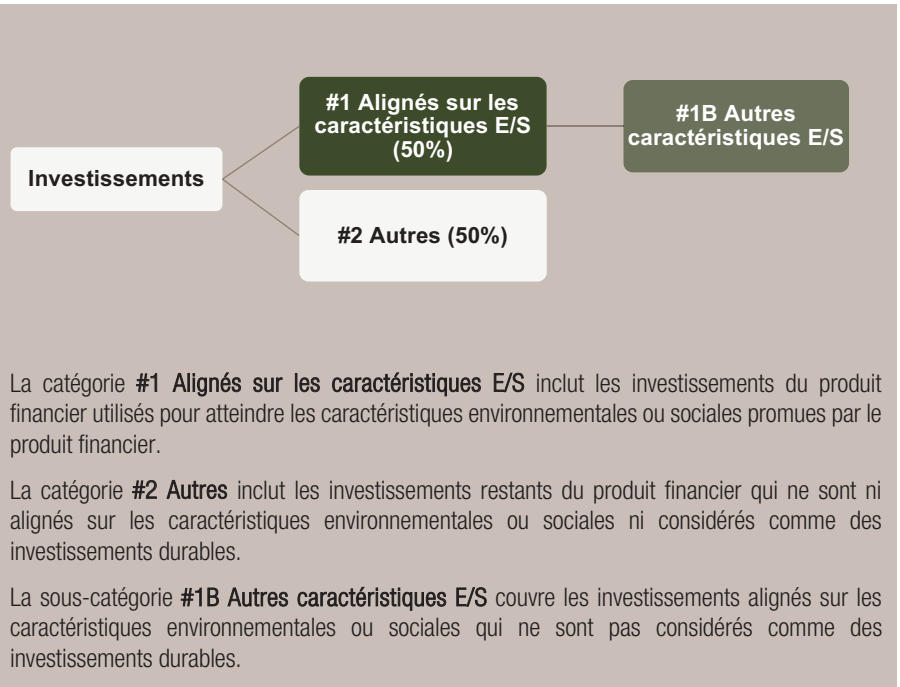 #1 Alignés sur les
caractéristiques E/S
(50%)
#1B Autres
caractéristiques E/S
Investissements
#2 Autres (50%)
La catégorie #1 Alignés sur les caractéristiques E/S inclut les investissements du produit
financier utilisés pour atteindre les caractéristiques environnementales ou sociales promues par le
produit financier.
La catégorie #2 Autres inclut les investissements restants du produit financier qui ne sont ni
alignés sur les caractéristiques environnementales ou sociales ni considérés comme des
investissements durables.
La sous-catégorie #1B Autres caractéristiques E/S couvre les investissements alignés sur les
caractéristiques environnementales ou sociales qui ne sont pas considérés comme des
investissements durables.